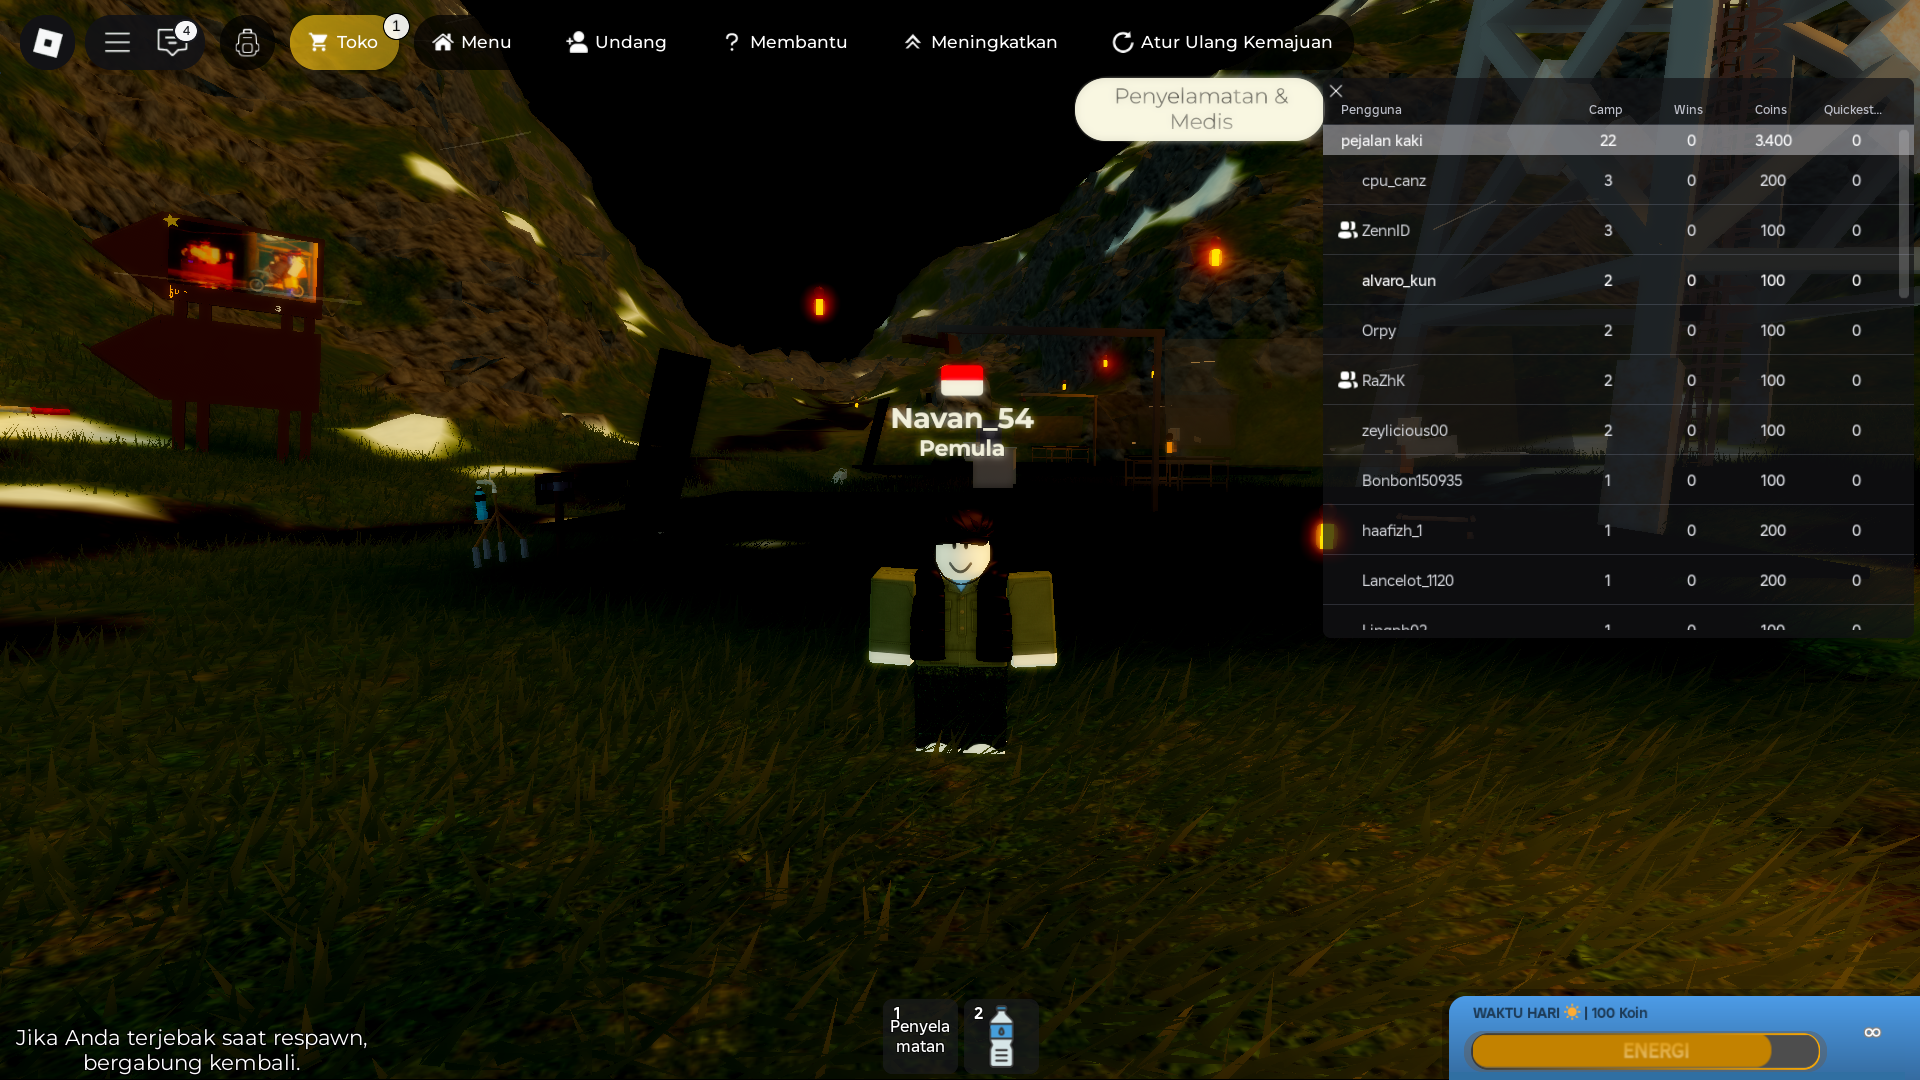 4
Toko
1
Menu
Undang
Membantu
Meningkatkan
Atur Ulang Kemajuan
Penyelamatan &
Medis
Pengguna Camp Wins Coins Quickest...
pejalan kaki 22 0 3.400 0
cpu_canz 3 0 200 0
ZennID 3 0 100 0
alvaro_kun 2 0 100 0
Orpy 2 0 100 0
RaZhK 2 0 100 0
zeylicious00 2 0 100 0
Bonbon150935 1 0 100 0
haafizh_1 1 0 200 0
Lancelot_1120 1 0 200 0
Navan_54
Pemula
Jika Anda terjebak saat respawn,
bergabung kembali.
1
Penyela
matan
2
WAKTU HARI ☀ | 100 Koin
ENERGI
∞